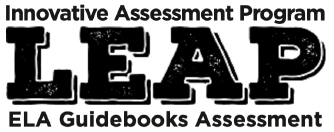 Innovative Assessment Program
LEAP
ELA Guidebooks Assessment